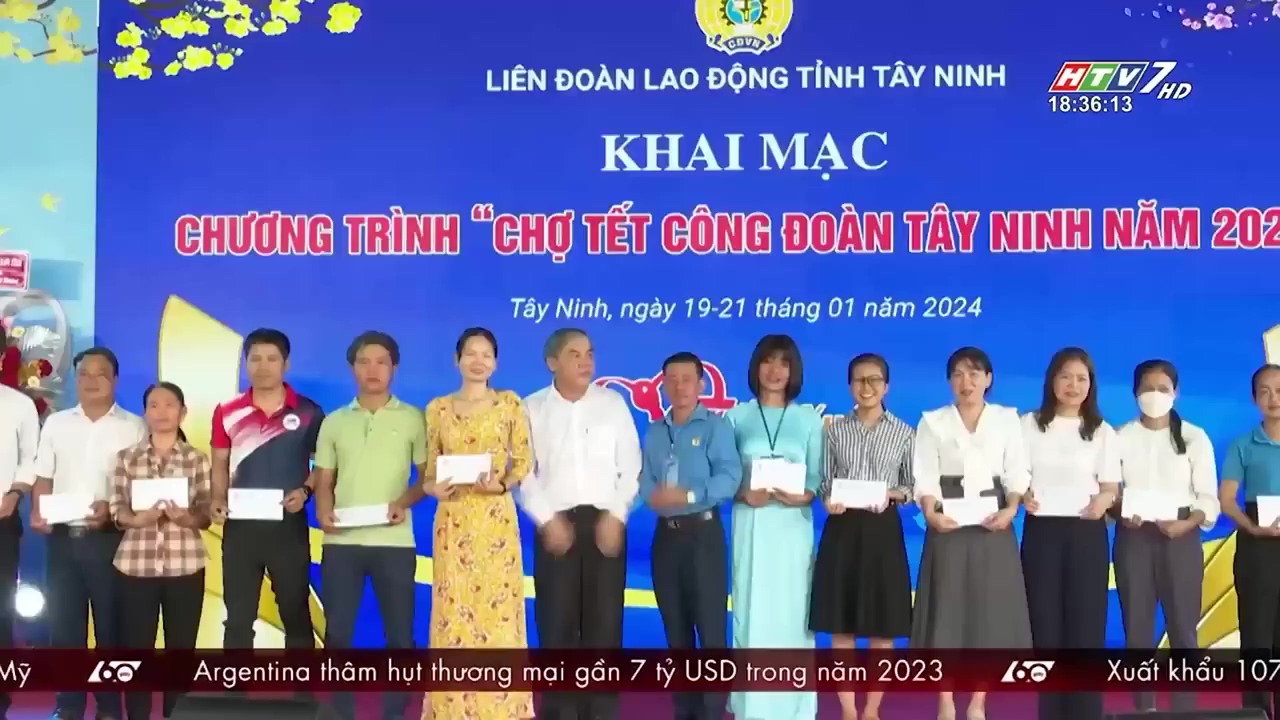 CĐVN
LIÊN ĐOÀN LAO ĐỘNG TỈNH TÂY NINH
HTV7 HD
18:36:13
KHAI MẠC
CHƯƠNG TRÌNH “CHỢ TẾT CÔNG ĐOÀN TÂY NINH NĂM 202
Tây Ninh, ngày 19-21 tháng 01 năm 2024
Mỹ 60 Argentina thâm hụt thương mại gần 7 tỷ USD trong năm 2023 60 Xuất khẩu 107